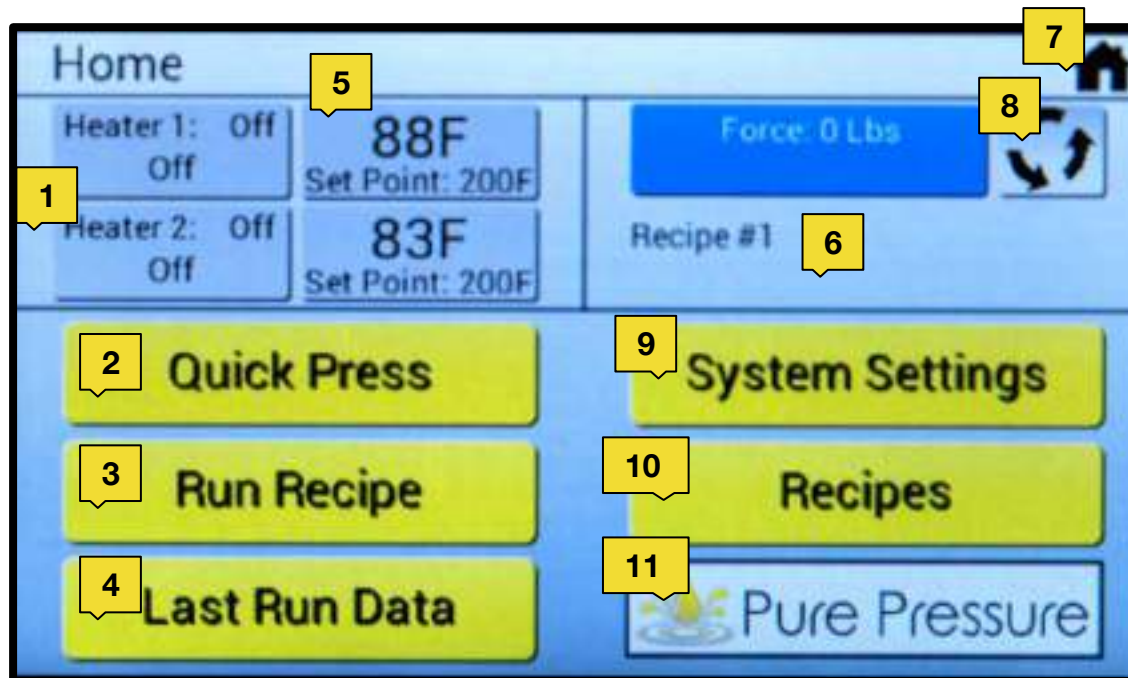 Home
7
5
8
Heater 1: Off
Off
88F
Set Point: 200F
Force: 0 Lbs
1
Heater 2: Off
Off
83F
Set Point: 200F
Recipe #1
6
2
Quick Press
9
System Settings
3
Run Recipe
10
Recipes
4
Last Run Data
11
Pure Pressure